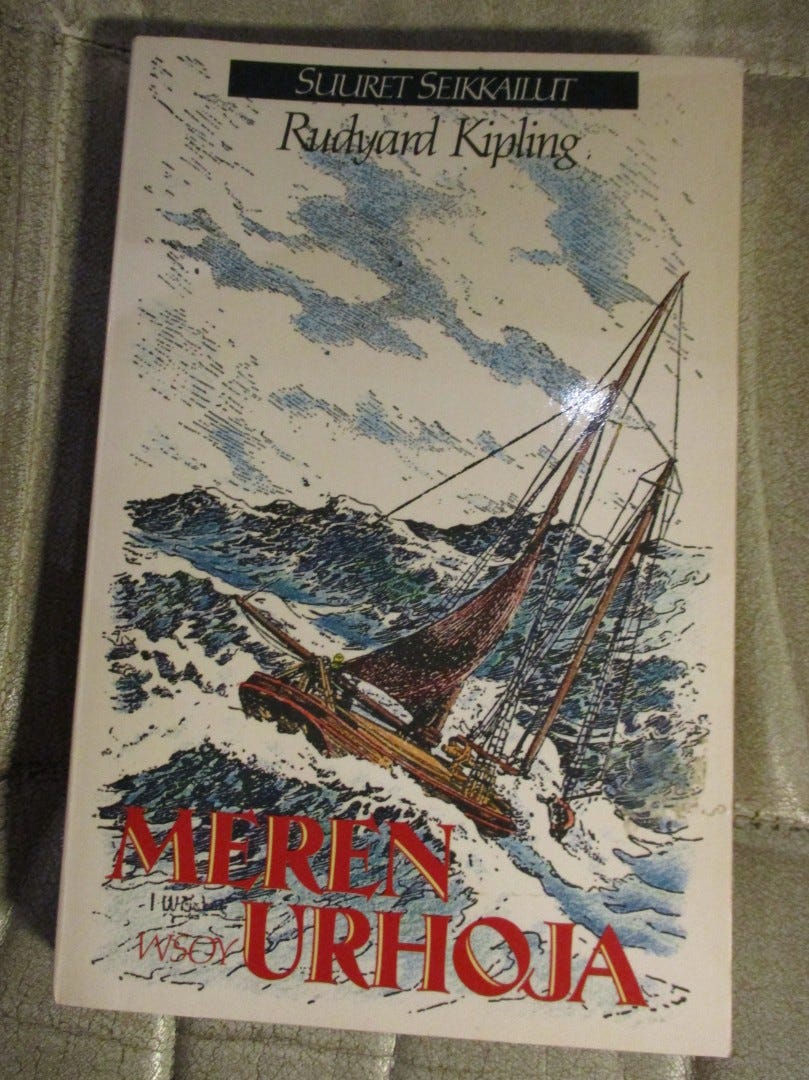 SUURET SEIKKAILUT
Rudyard Kipling
MEREN
WSOY URHOJA